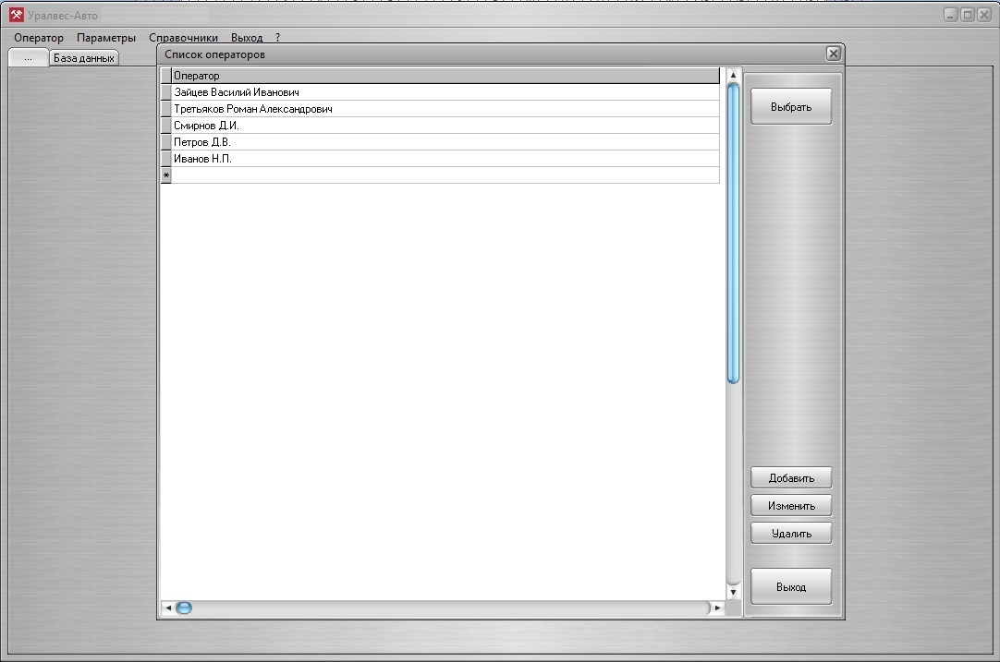 Уралвес-Авто
Оператор Параметры Справочники Выход ?
... База данных
Список операторов
Оператор
Зайцев Василий Иванович
Третьяков Роман Александрович
Смирнов Д.И.
Петров Д.В.
Иванов Н.П.
*
Выбрать
Добавить
Изменить
Удалить
Выход